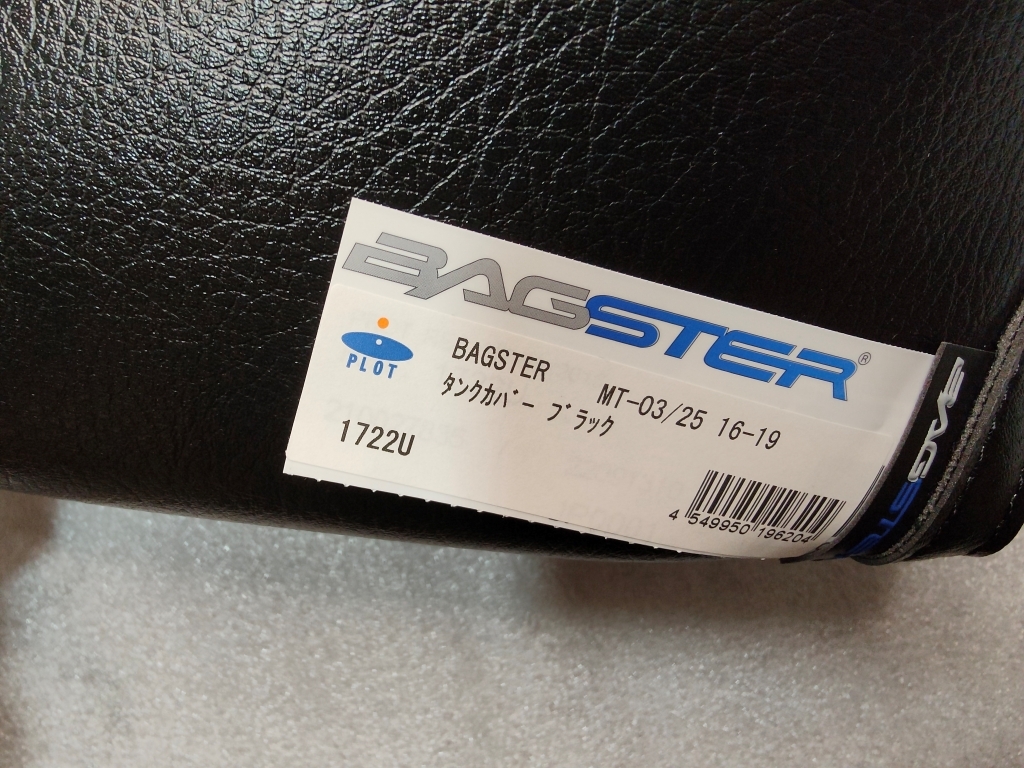 BAGSTER®
PLOT
BAGSTER MT-03/25 16-19
ﾀﾝｸｶﾊﾞｰ ﾌﾞﾗｯｸ
1722U
4 549950 196204
BAGSTE